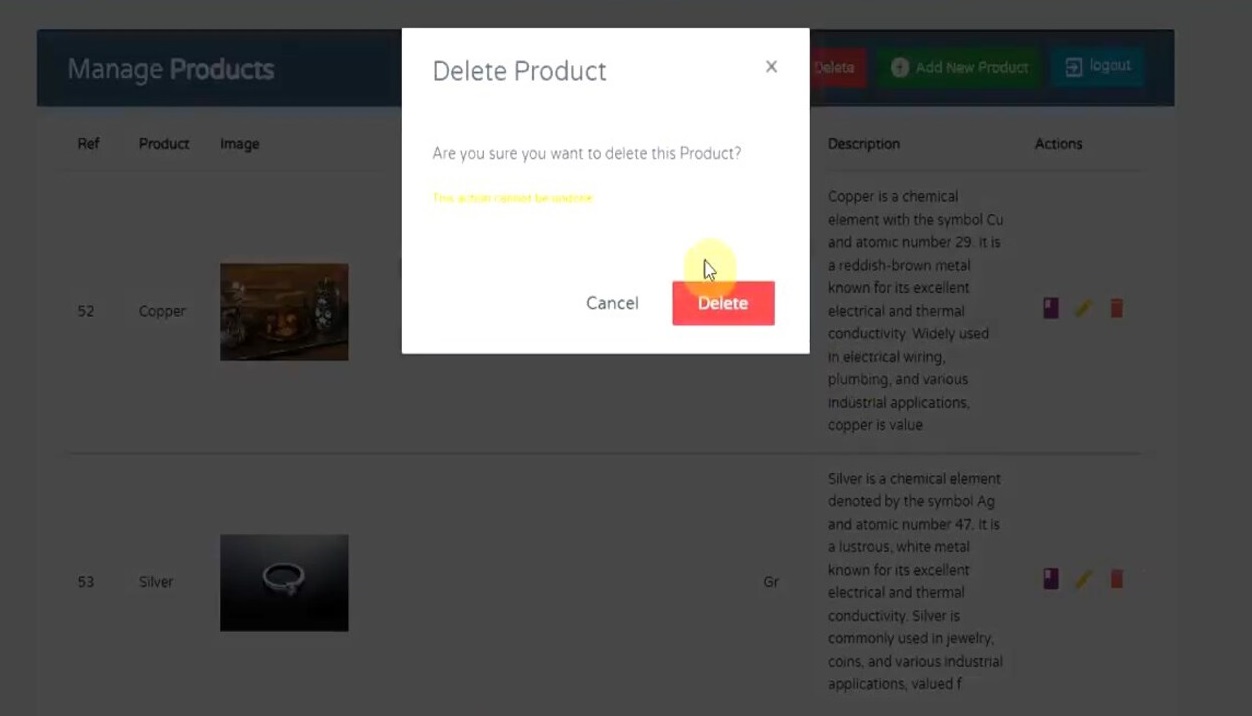 Manage Products
Delete
Add New Product
logout
Delete Product
x
Are you sure you want to delete this Product?
This action cannot be undone.
Cancel
Delete
Ref
Product
Image
Description
Actions
52
Copper
Copper is a chemical
element with the symbol Cu
and atomic number 29. It is
a reddish-brown metal
known for its excellent
electrical and thermal
conductivity. Widely used
in electrical wiring,
plumbing, and various
industrial applications,
copper is value
53
Silver
Gr
Silver is a chemical element
denoted by the symbol Ag
and atomic number 47. It is
a lustrous, white metal
known for its excellent
electrical and thermal
conductivity. Silver is
commonly used in jewelry,
coins, and various industrial
applications, valued f